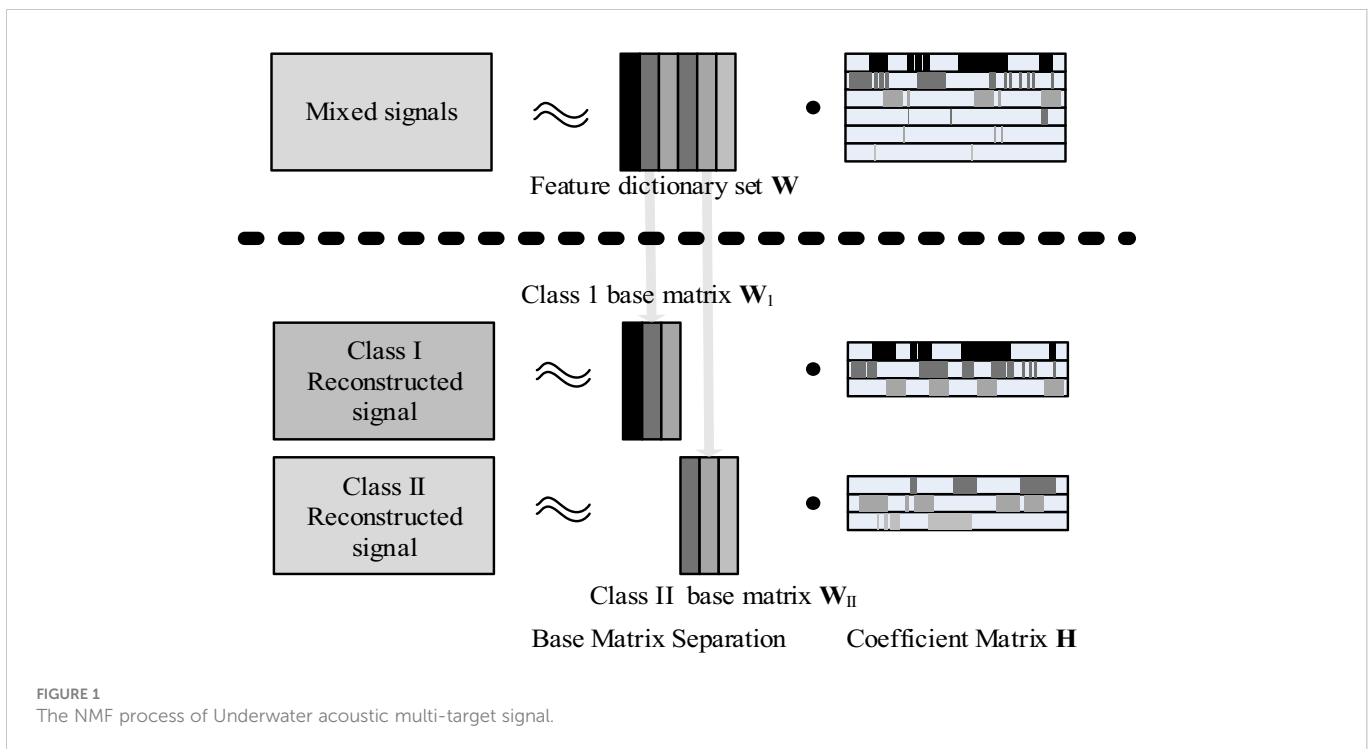 Mixed signals
Feature dictionary set W
Class 1 base matrix W1
Class I
Reconstructed
signal
Class II
Reconstructed
signal
Class II base matrix WII
Base Matrix Separation
Coefficient Matrix H
FIGURE 1
The NMF process of Underwater acoustic multi-target signal.